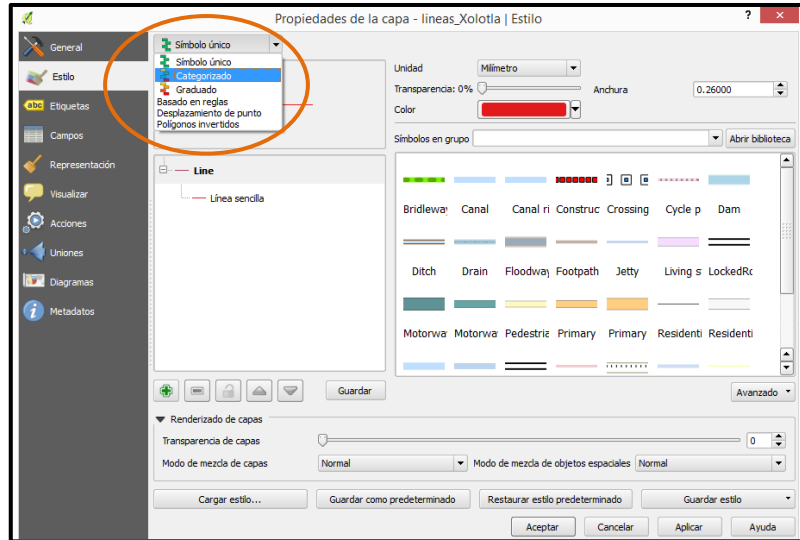 Propiedades de la capa - lineas_Xolotla | Estilo
? ×
General
Estilo
abc Etiquetas
Campos
Representación
Visualizar
Acciones
Uniones
Diagramas
Metadatos
Símbolo único
Símbolo único
Categorizado
Graduado
Basado en reglas
Desplazamiento de punto
Polígonos invertidos
Unidad Milímetro
Transparencia: 0% Anchura 0.26000
Color
Símbolos en grupo Abrir biblioteca
Line
Línea sencilla
Bridleway Canal Canal ri Construc Crossing Cycle p Dam
Ditch Drain Floodway Footpath Jetty Living s LockedRo
Motorwa Motorwa Pedestria Primary Primary Residenti Residenti
Guardar
Avanzado
Renderizado de capas
Transparencia de capas 0
Modo de mezcla de capas Normal Modo de mezcla de objetos espaciales Normal
Cargar estilo... Guardar como predeterminado Restaurar estilo predeterminado Guardar estilo
Aceptar Cancelar Aplicar Ayuda